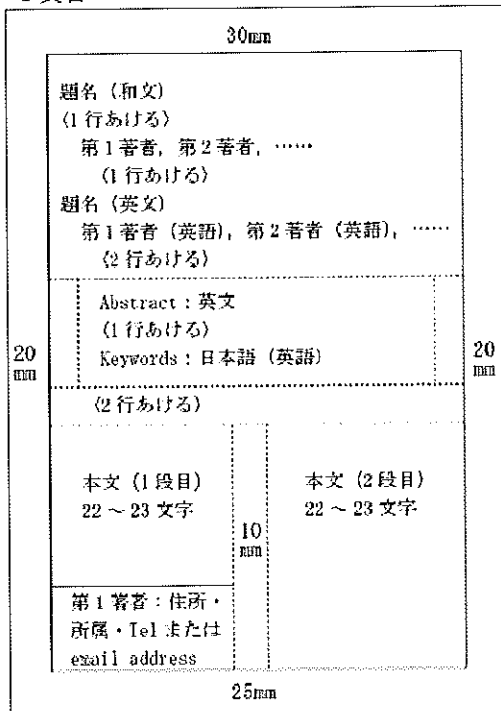 30mm
題名（和文）
（1行あける）
第1著者，第2著者，……
（1行あける）
題名（英文）
第1著者（英語），第2著者（英語），……
（2行あける）
Abstract：英文
（1行あける）
Keywords：日本語（英語）
20
mm
20
mm
（2行あける）
本文（1段目）
22～23文字
10
mm
本文（2段目）
22～23文字
第1著者：住所・
所属・Telまたは
email address
25mm